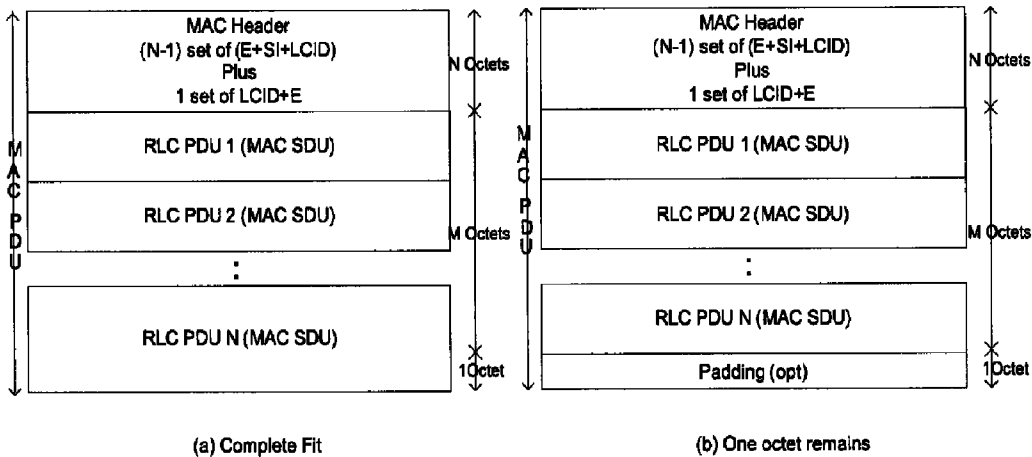 MAC Header
(N-1) set of (E+SI+LCID)
Plus
1 set of LCID+E
N Octets
RLC PDU 1 (MAC SDU)
MAC PDU
RLC PDU 2 (MAC SDU)
M Octets
:
RLC PDU N (MAC SDU)
1Octet
(a) Complete Fit
MAC Header
(N-1) set of (E+SI+LCID)
Plus
1 set of LCID+E
N Octets
RLC PDU 1 (MAC SDU)
MAC PDU
RLC PDU 2 (MAC SDU)
M Octets
:
RLC PDU N (MAC SDU)
Padding (opt)
1Octet
(b) One octet remains